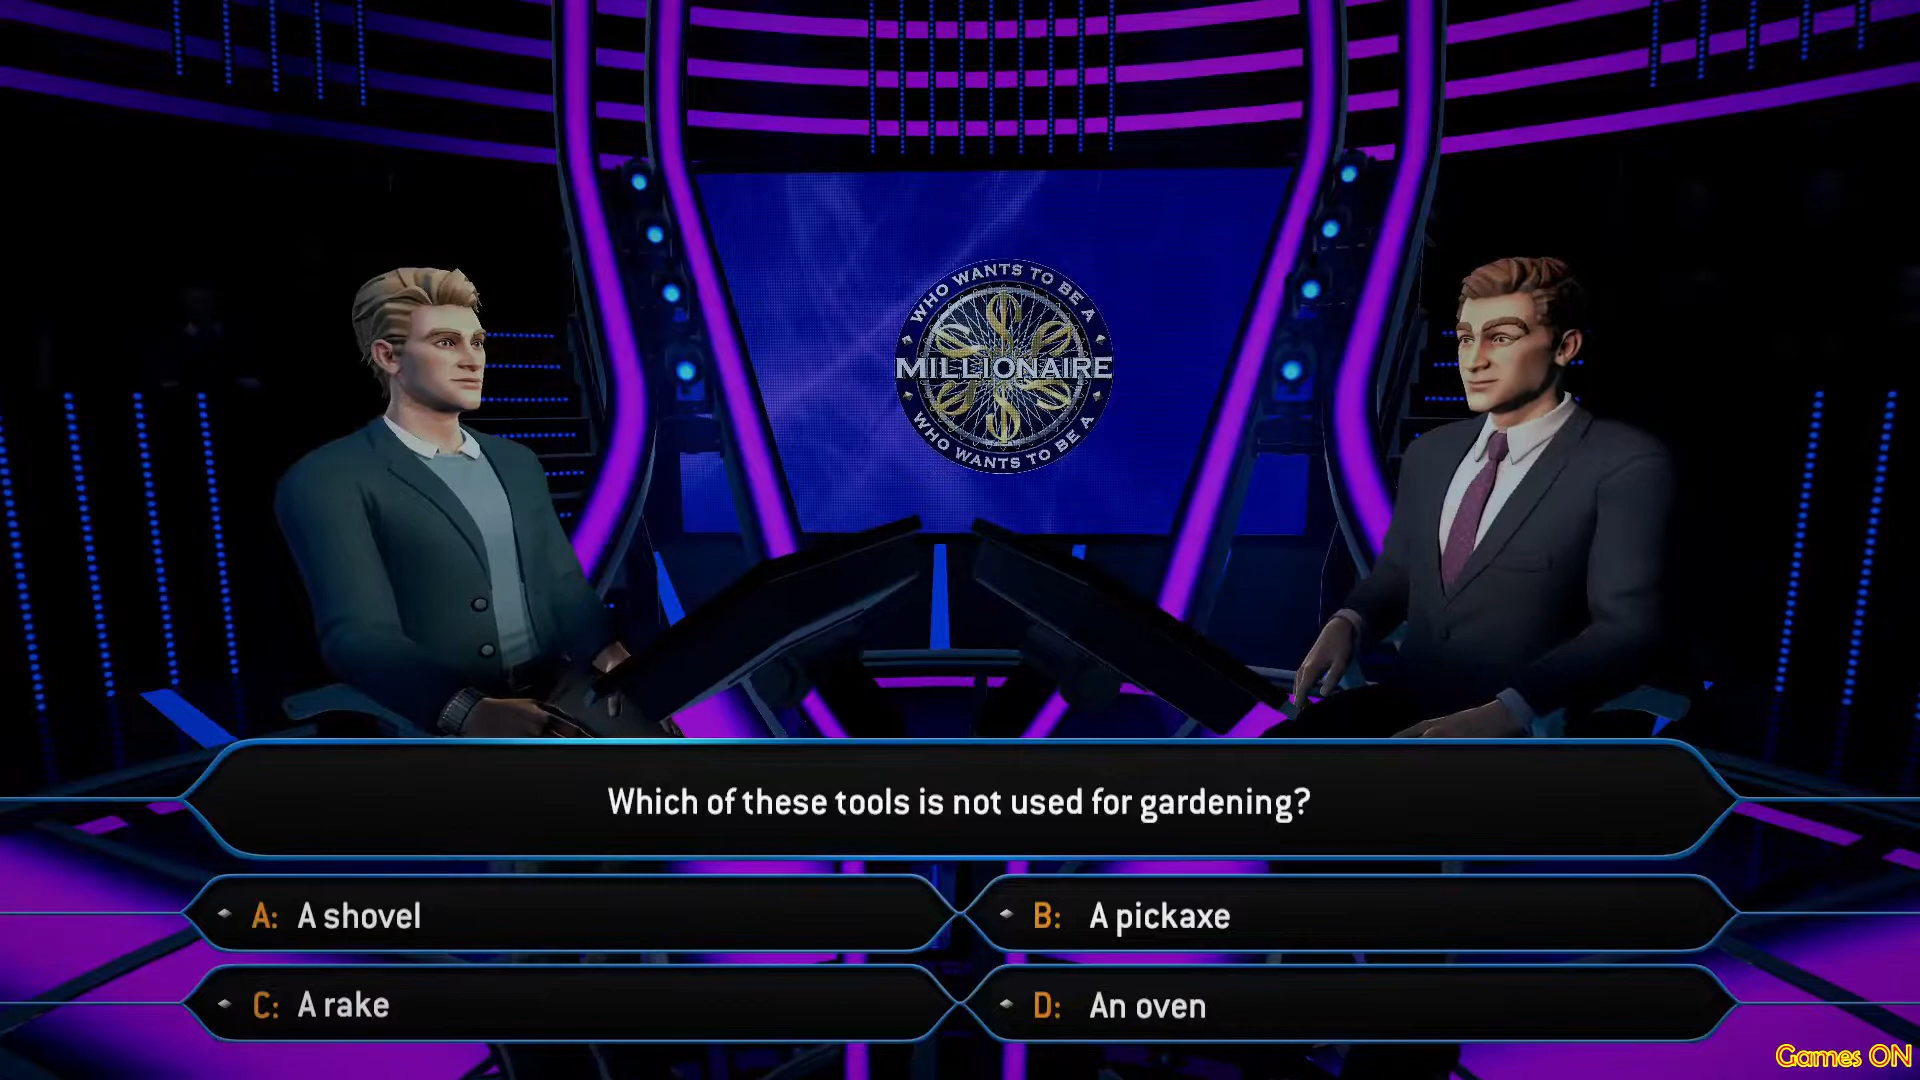 WHO WANTS TO BE A
MILLIONAIRE
WHO WANTS TO BE A
Which of these tools is not used for gardening?
A: A shovel
B: A pickaxe
C: A rake
D: An oven
Games ON